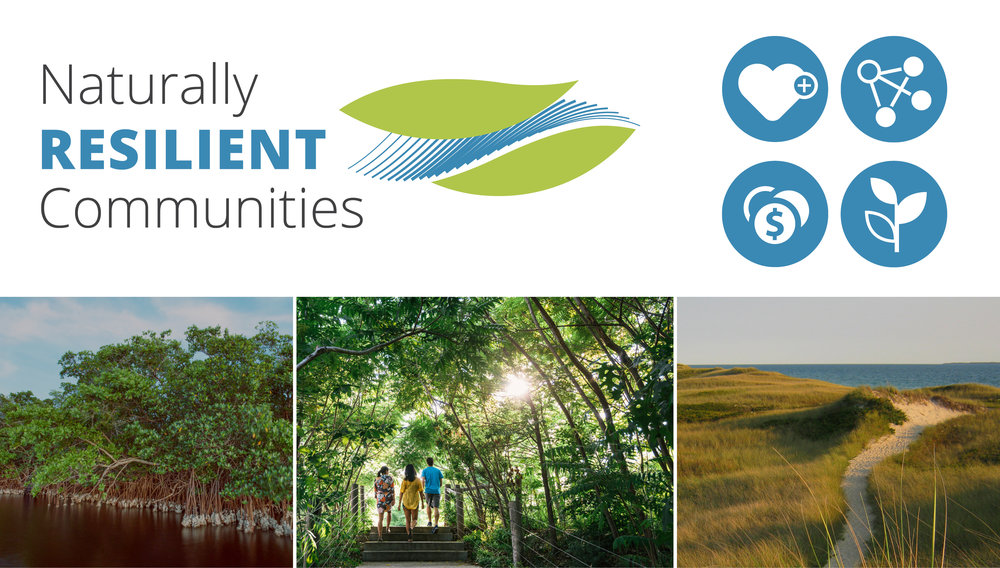 Naturally
RESILIENT
Communities
$